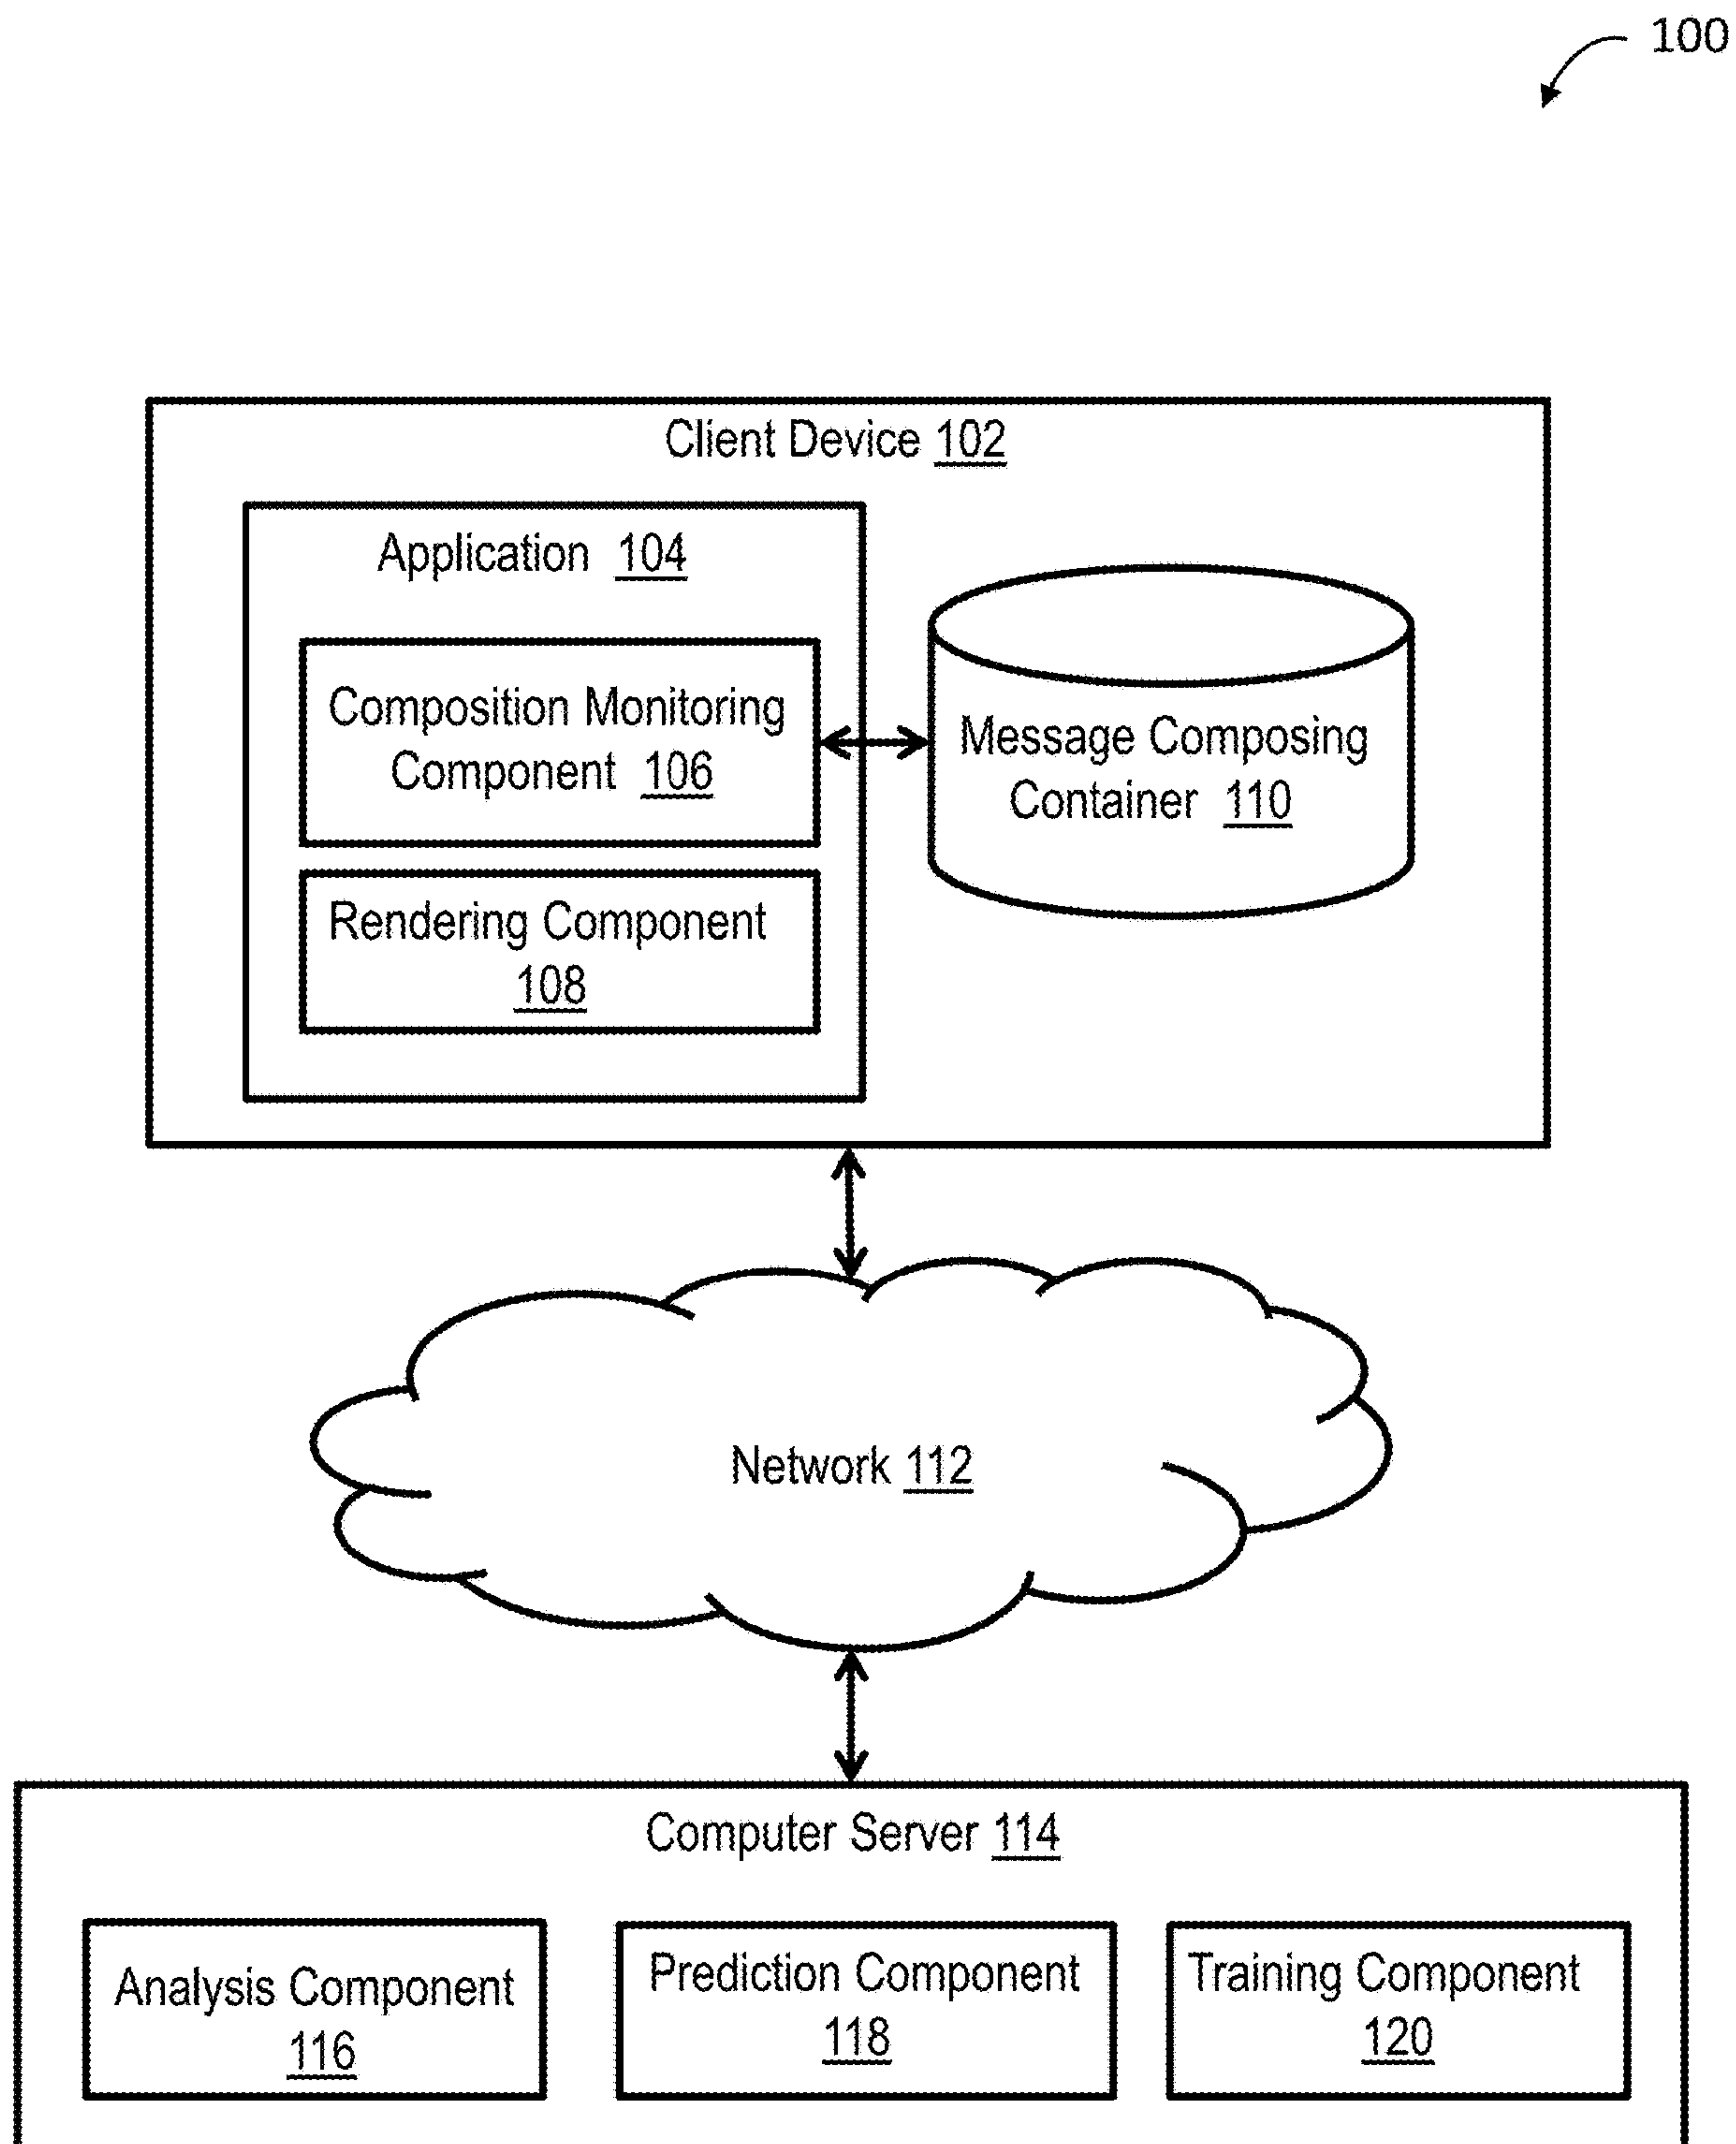 100
Client Device 102
Application 104
Composition Monitoring
Component 106
Message Composing
Container 110
Rendering Component
108
Network 112
Computer Server 114
Analysis Component
116
Prediction Component
118
Training Component
120